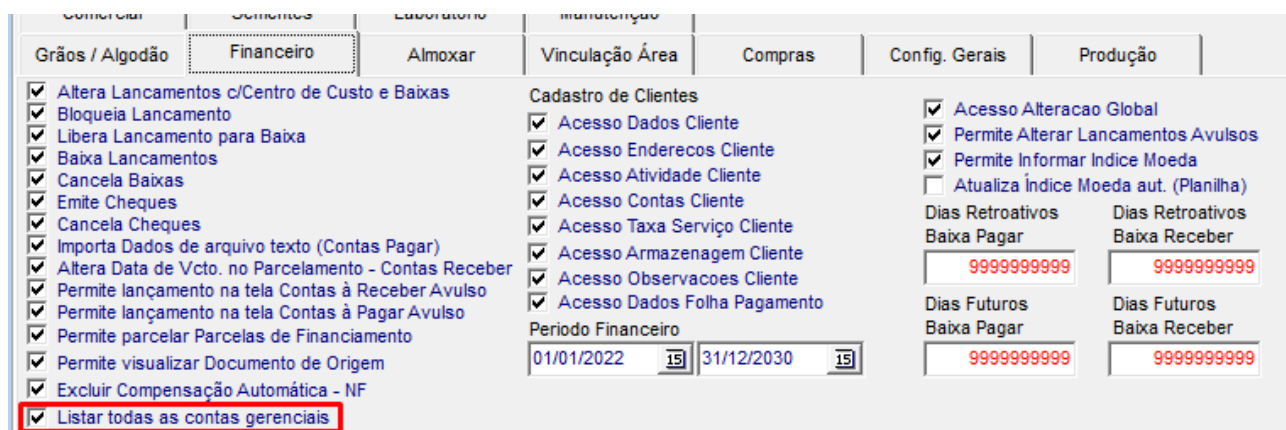 Comercial Sementes Laboratório Manutenção
Grãos / Algodão Financeiro Almoxar Vinculação Área Compras Config. Gerais Produção
Altera Lancamentos c/Centro de Custo e Baixas
Bloqueia Lancamento
Libera Lancamento para Baixa
Baixa Lancamentos
Cancela Baixas
Emite Cheques
Cancela Cheques
Importa Dados de arquivo texto (Contas Pagar)
Altera Data de Vcto. no Parcelamento - Contas Receber
Permite lançamento na tela Contas à Receber Avulso
Permite lançamento na tela Contas à Pagar Avulso
Permite parcelar Parcelas de Financiamento
Permite visualizar Documento de Origem
Excluir Compensação Automática - NF
Listar todas as contas gerenciais
Cadastro de Clientes
Acesso Dados Cliente
Acesso Enderecos Cliente
Acesso Atividade Cliente
Acesso Contas Cliente
Acesso Taxa Serviço Cliente
Acesso Armazenagem Cliente
Acesso Observacoes Cliente
Acesso Dados Folha Pagamento
Periodo Financeiro
01/01/2022 15 31/12/2030 15
Acesso Alteracao Global
Permite Alterar Lancamentos Avulsos
Permite Informar Indice Moeda
Atualiza Índice Moeda aut. (Planilha)
Dias Retroativos Dias Retroativos
Baixa Pagar Baixa Receber
9999999999 9999999999
Dias Futuros Dias Futuros
Baixa Pagar Baixa Receber
9999999999 9999999999